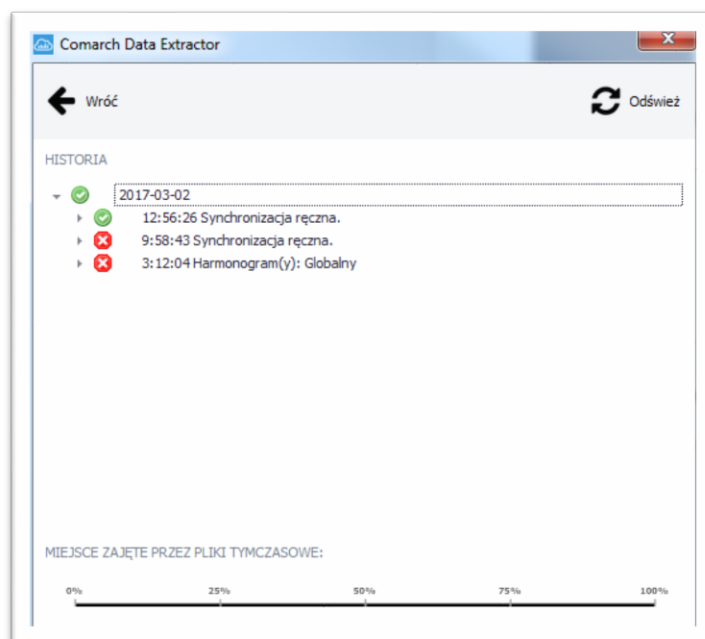 Comarch Data Extractor
Wróć
Odśwież
HISTORIA
2017-03-02
12:56:26 Synchronizacja ręczna.
9:58:43 Synchronizacja ręczna.
3:12:04 Harmonogram(y): Globalny
MIEJSCE ZAJĘTE PRZEZ PLIKI TYMCZASOWE:
0% 25% 50% 75% 100%